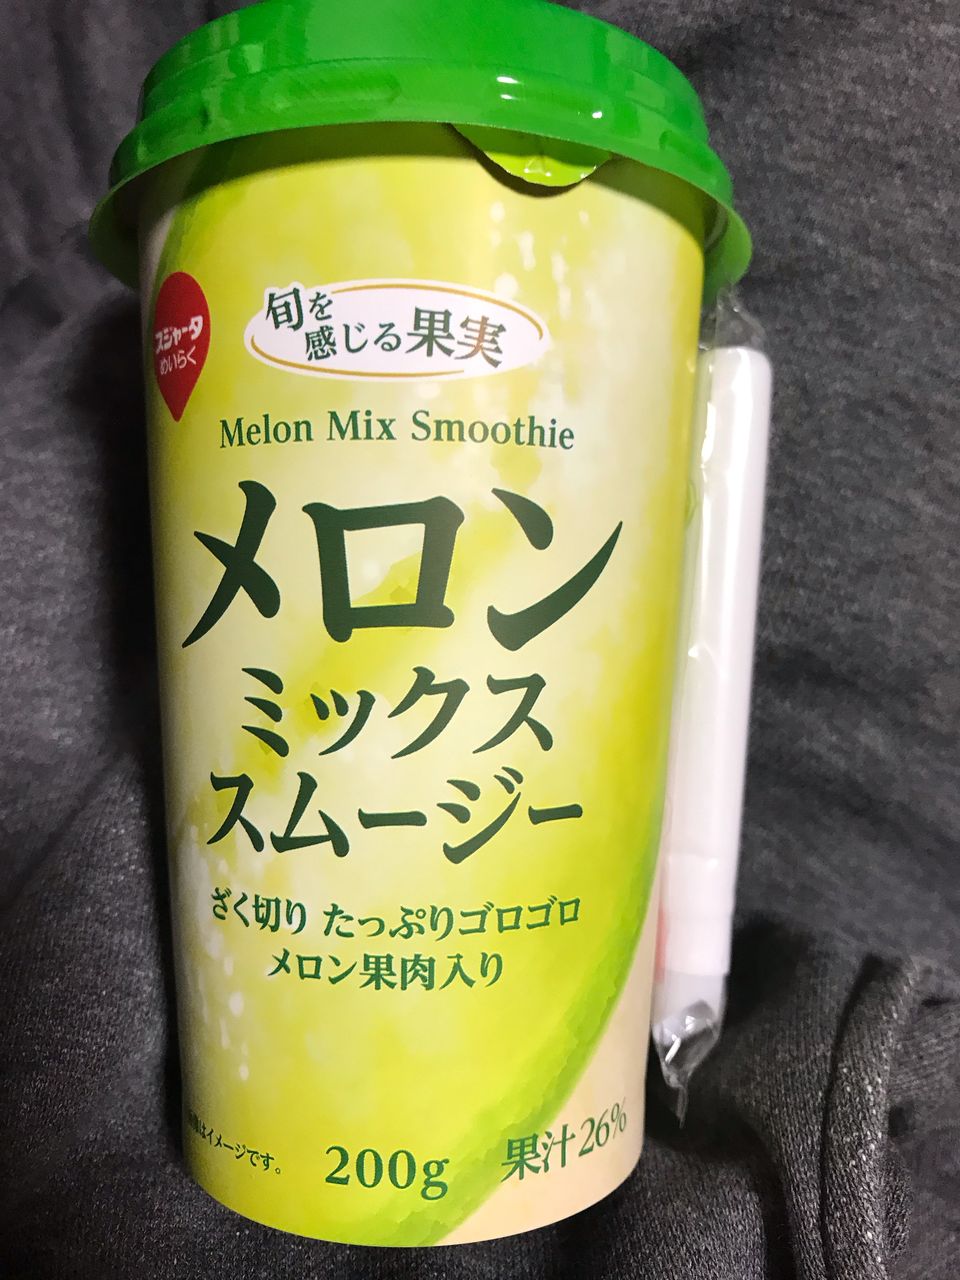 旬を
感じる果実
スジャータ
めいらく
Melon Mix Smoothie
メロン
ミックス
スムージー
ざく切り たっぷりゴロゴロ
メロン果肉入り
はイメージです。
200g
果汁26%